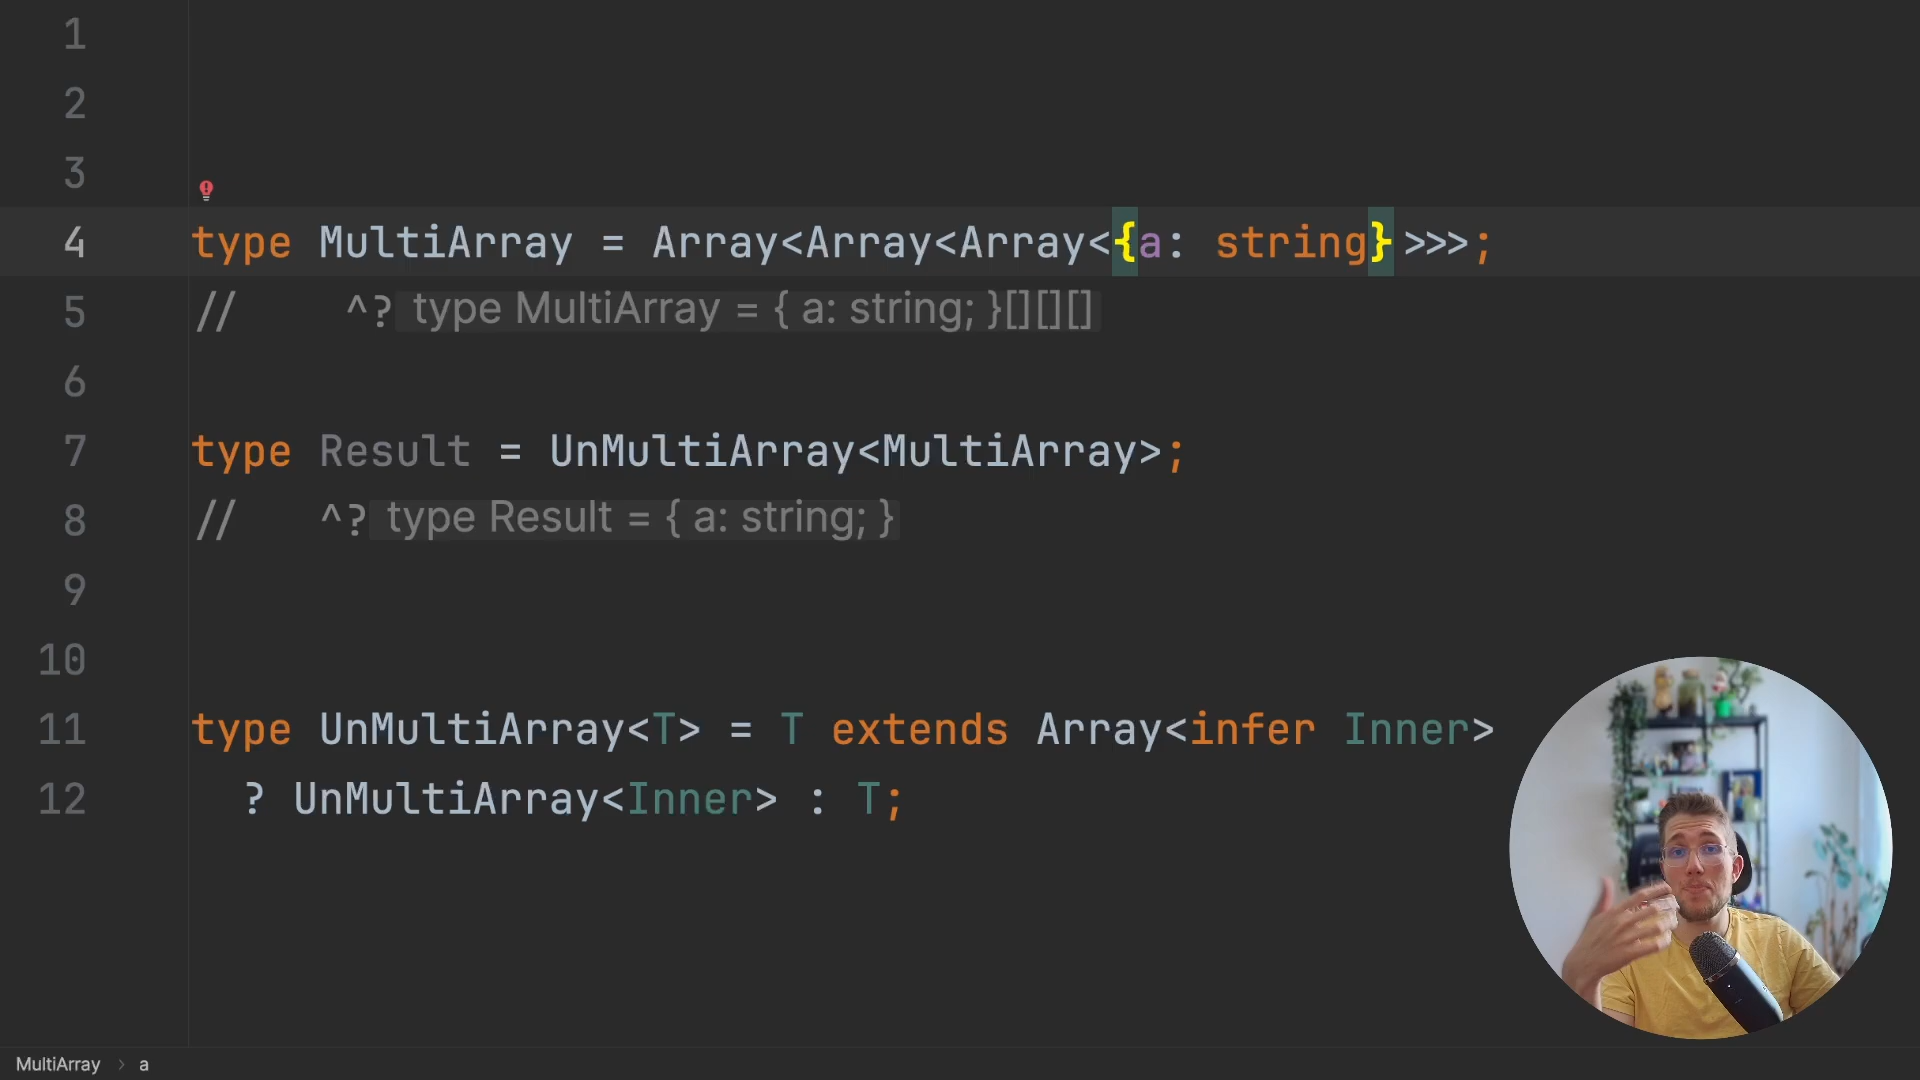 1
2
3
4 type MultiArray = Array<Array<Array<{a: string}>>>;
5 // ^? type MultiArray = { a: string; }[][][]
6
7 type Result = UnMultiArray<MultiArray>;
8 // ^? type Result = { a: string; }
9
10
11 type UnMultiArray<T> = T extends Array<infer Inner>
12 ? UnMultiArray<Inner> : T;
MultiArray > a